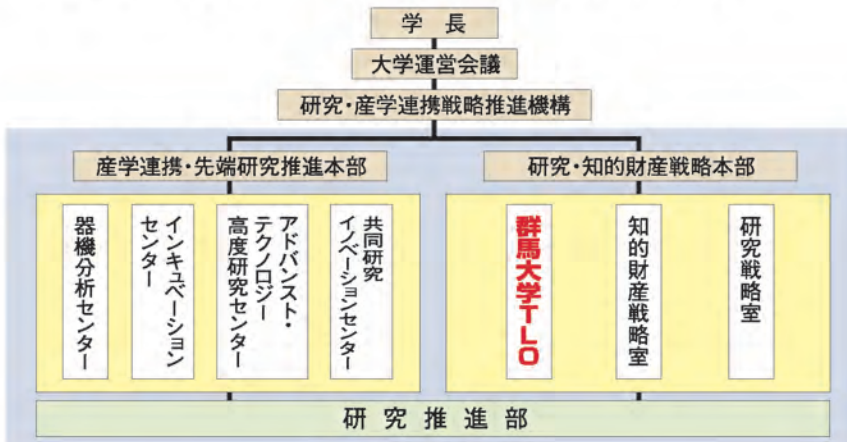 学長
大学運営会議
研究・産学連携戦略推進機構
産学連携・先端研究推進本部
研究・知的財産戦略本部
器機分析センター
インキュベーション
センター
アドバンスト・
テクノロジー
高度研究センター
共同研究
イノベーションセンター
群馬大学TLO
知的財産戦略室
研究戦略室
研究推進部